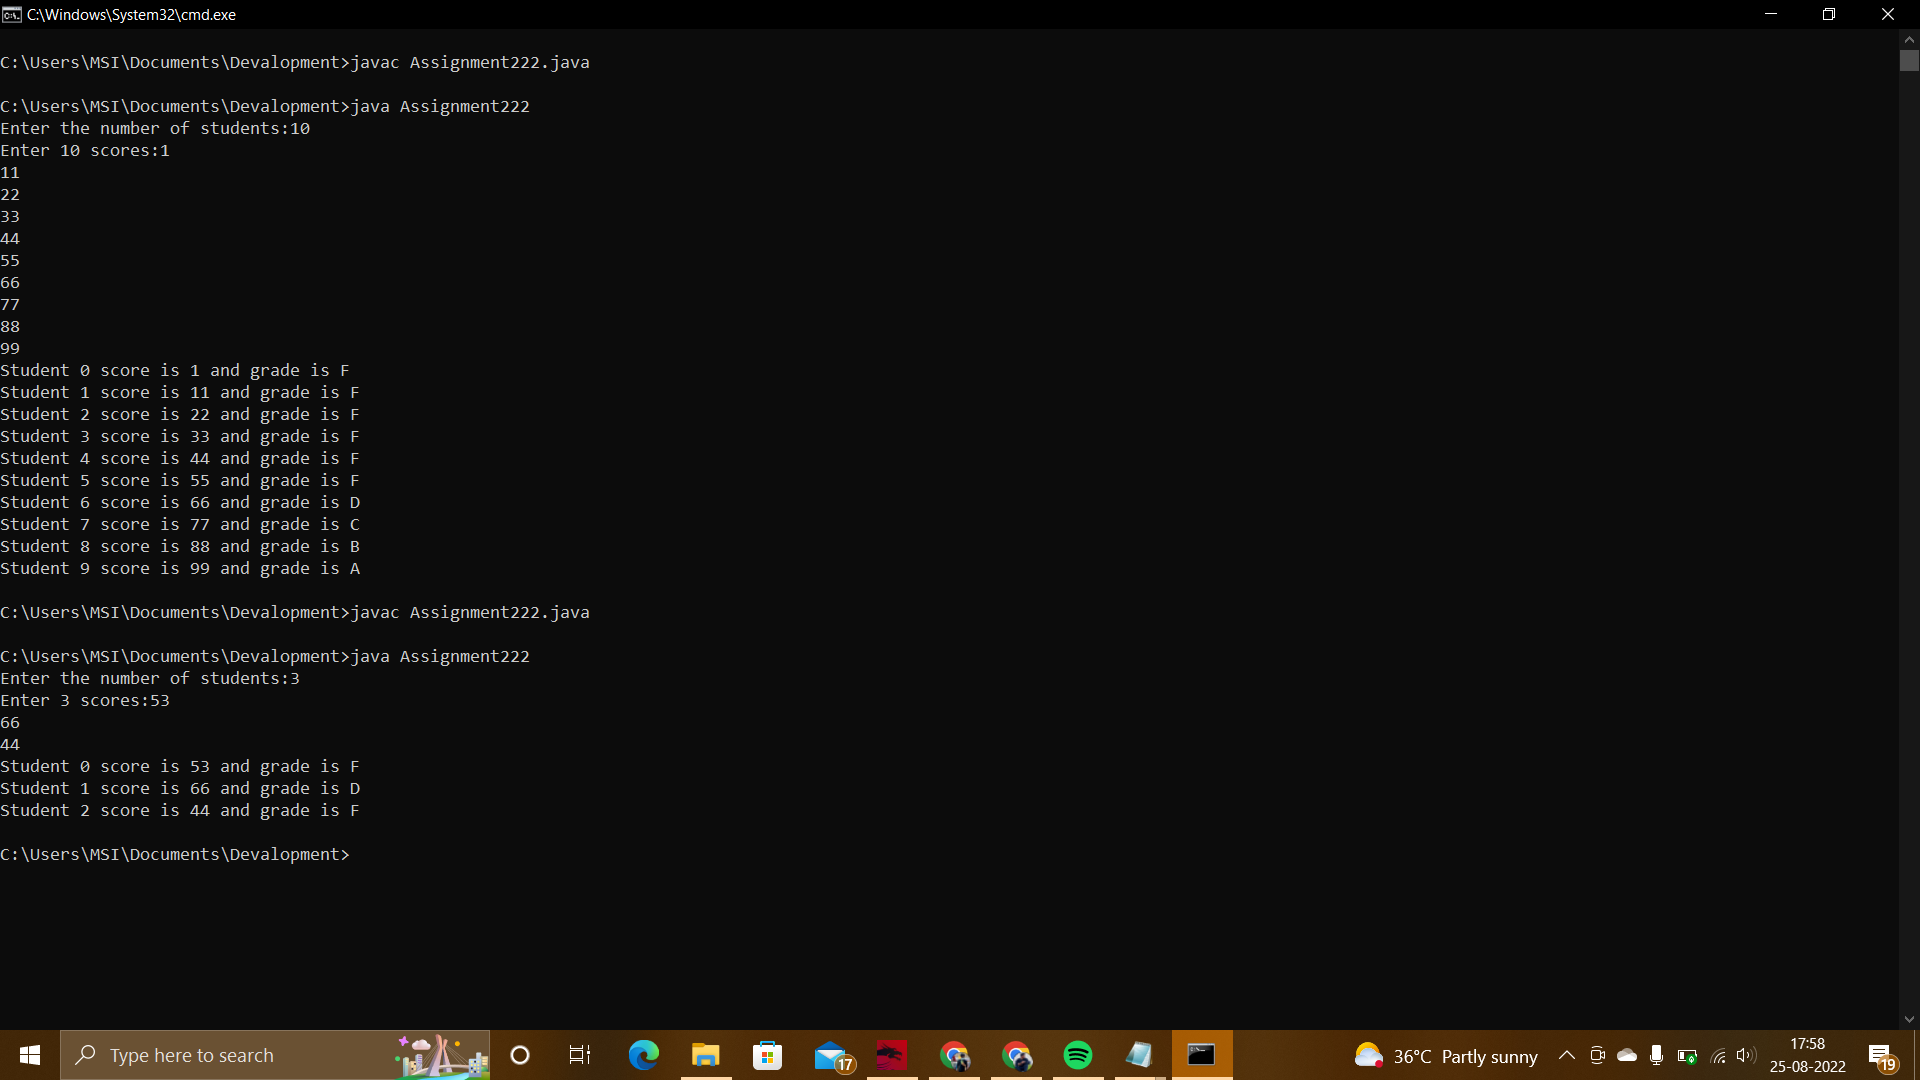 C:\Windows\System32\cmd.exe
C:\Users\MSI\Documents\Devalopment>javac Assignment222.java
C:\Users\MSI\Documents\Devalopment>java Assignment222
Enter the number of students:10
Enter 10 scores:1
11
22
33
44
55
66
77
88
99
Student 0 score is 1 and grade is F
Student 1 score is 11 and grade is F
Student 2 score is 22 and grade is F
Student 3 score is 33 and grade is F
Student 4 score is 44 and grade is F
Student 5 score is 55 and grade is F
Student 6 score is 66 and grade is D
Student 7 score is 77 and grade is C
Student 8 score is 88 and grade is B
Student 9 score is 99 and grade is A
C:\Users\MSI\Documents\Devalopment>javac Assignment222.java
C:\Users\MSI\Documents\Devalopment>java Assignment222
Enter the number of students:3
Enter 3 scores:53
66
44
Student 0 score is 53 and grade is F
Student 1 score is 66 and grade is D
Student 2 score is 44 and grade is F
C:\Users\MSI\Documents\Devalopment>
Type here to search
17
36°C Partly sunny
17:58
25-08-2022
19